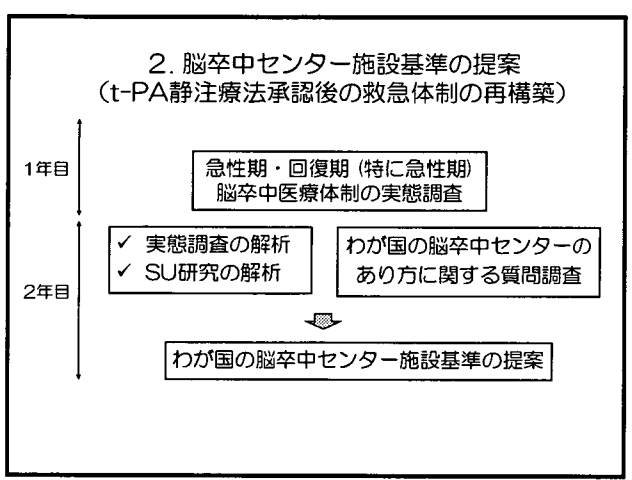 2. 脳卒中センター施設基準の提案
(t-PA静注療法承認後の救急体制の再構築)
1年目
急性期・回復期 (特に急性期)
脳卒中医療体制の実態調査
2年目
✓ 実態調査の解析
✓ SU研究の解析
わが国の脳卒中センターの
あり方に関する質問調査
わが国の脳卒中センター施設基準の提案